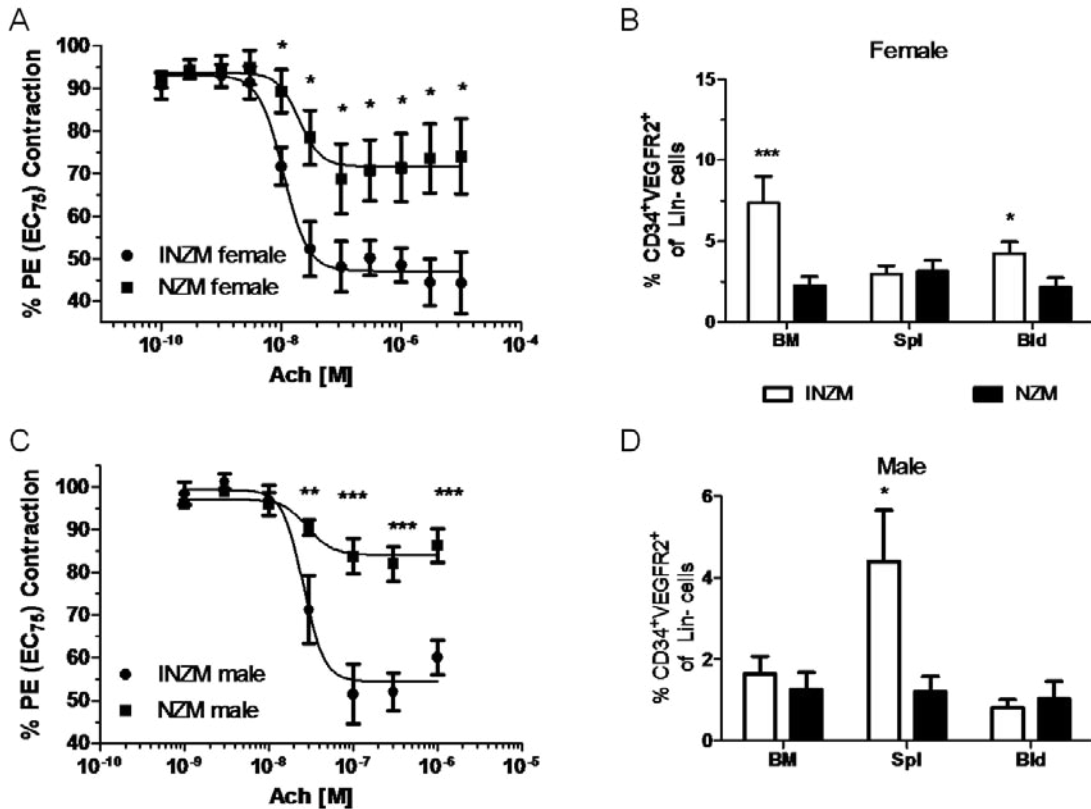 A
100
90
80
70
60
50
40
% PE (EC75) Contraction
* * * * * * *
INZM female
NZM female
10-10 10-8 10-6 10-4
Ach [M]
B
Female
15
10
5
0
% CD34+VEGFR2+
of Lin- cells
***
*
BM Spl Bld
INZM NZM
C
100
90
80
70
60
50
40
% PE (EC75) Contraction
** *** *** ***
INZM male
NZM male
10-10 10-9 10-8 10-7 10-6 10-5
Ach [M]
D
Male
6
4
2
0
% CD34+VEGFR2+
of Lin- cells
*
BM Spl Bld